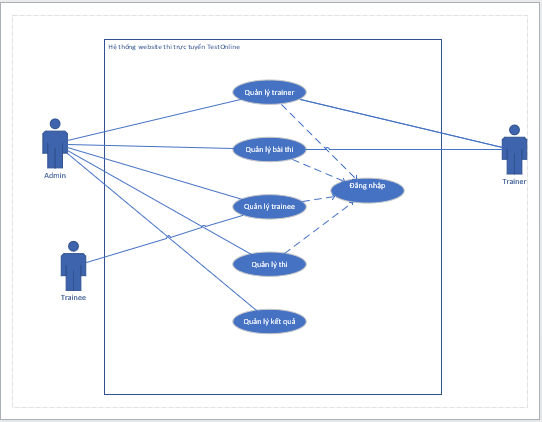 Hệ thống website thi trực tuyến TestOnline
Quản lý trainer
Quản lý bài thi
Admin
Trainer
Đăng nhập
Quản lý trainee
Quản lý thi
Trainee
Quản lý kết quả